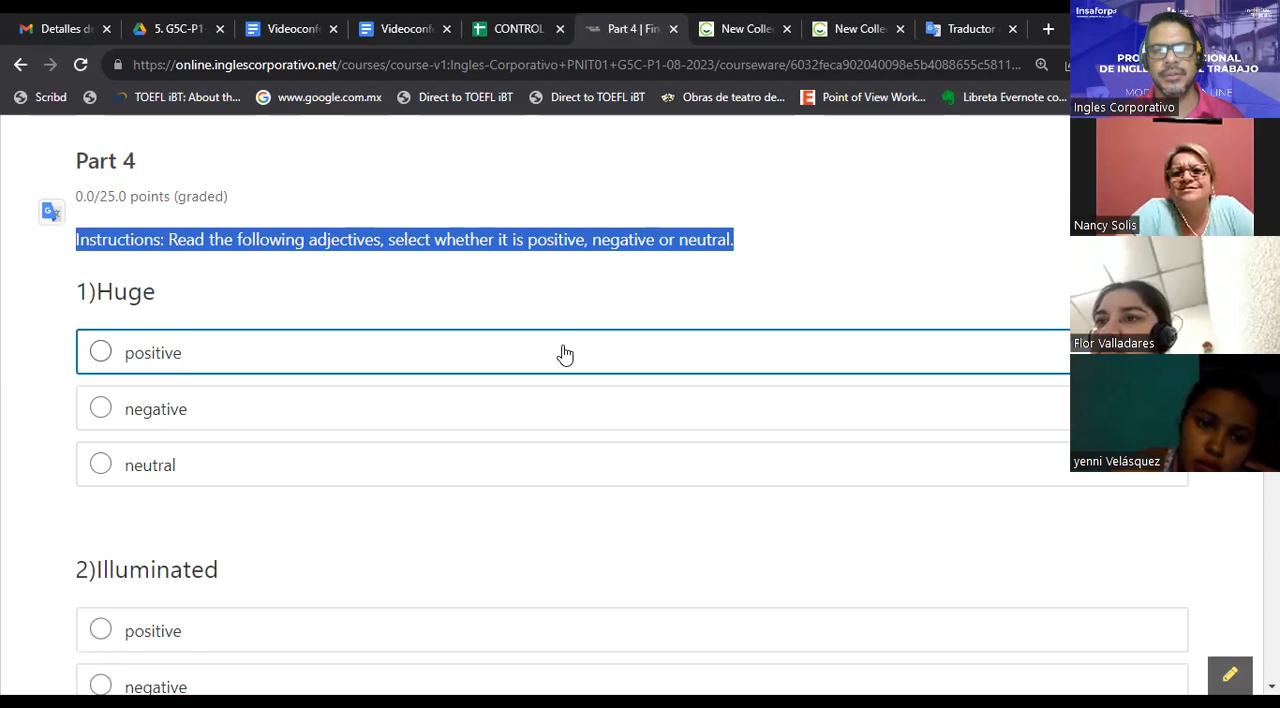 Detalles de
5. G5C-P1-
Videoconf
Videoconf
CONTROL
Part 4 | Fin
New Colle
New Colle
Traductor
https://online.inglescorporativo.net/courses/course-v1:Ingles-Corporativo+PNIT01+G5C-P1-08-2023/courseware/6032feca902040098e5b4088655c5811...
Scribd
TOEFL iBT: About th...
www.google.com.mx
Direct to TOEFL iBT
Direct to TOEFL iBT
Obras de teatro de...
Point of View Work...
Libreta Evernote co...
Insaforp
DE INGL
TRABAJO
Ingles Corporativo
Nancy Solis
Flor Valladares
yenni Velásquez
Part 4
0.0/25.0 points (graded)
Instructions: Read the following adjectives, select whether it is positive, negative or neutral.
1)Huge
positive
negative
neutral
2)Illuminated
positive
negative